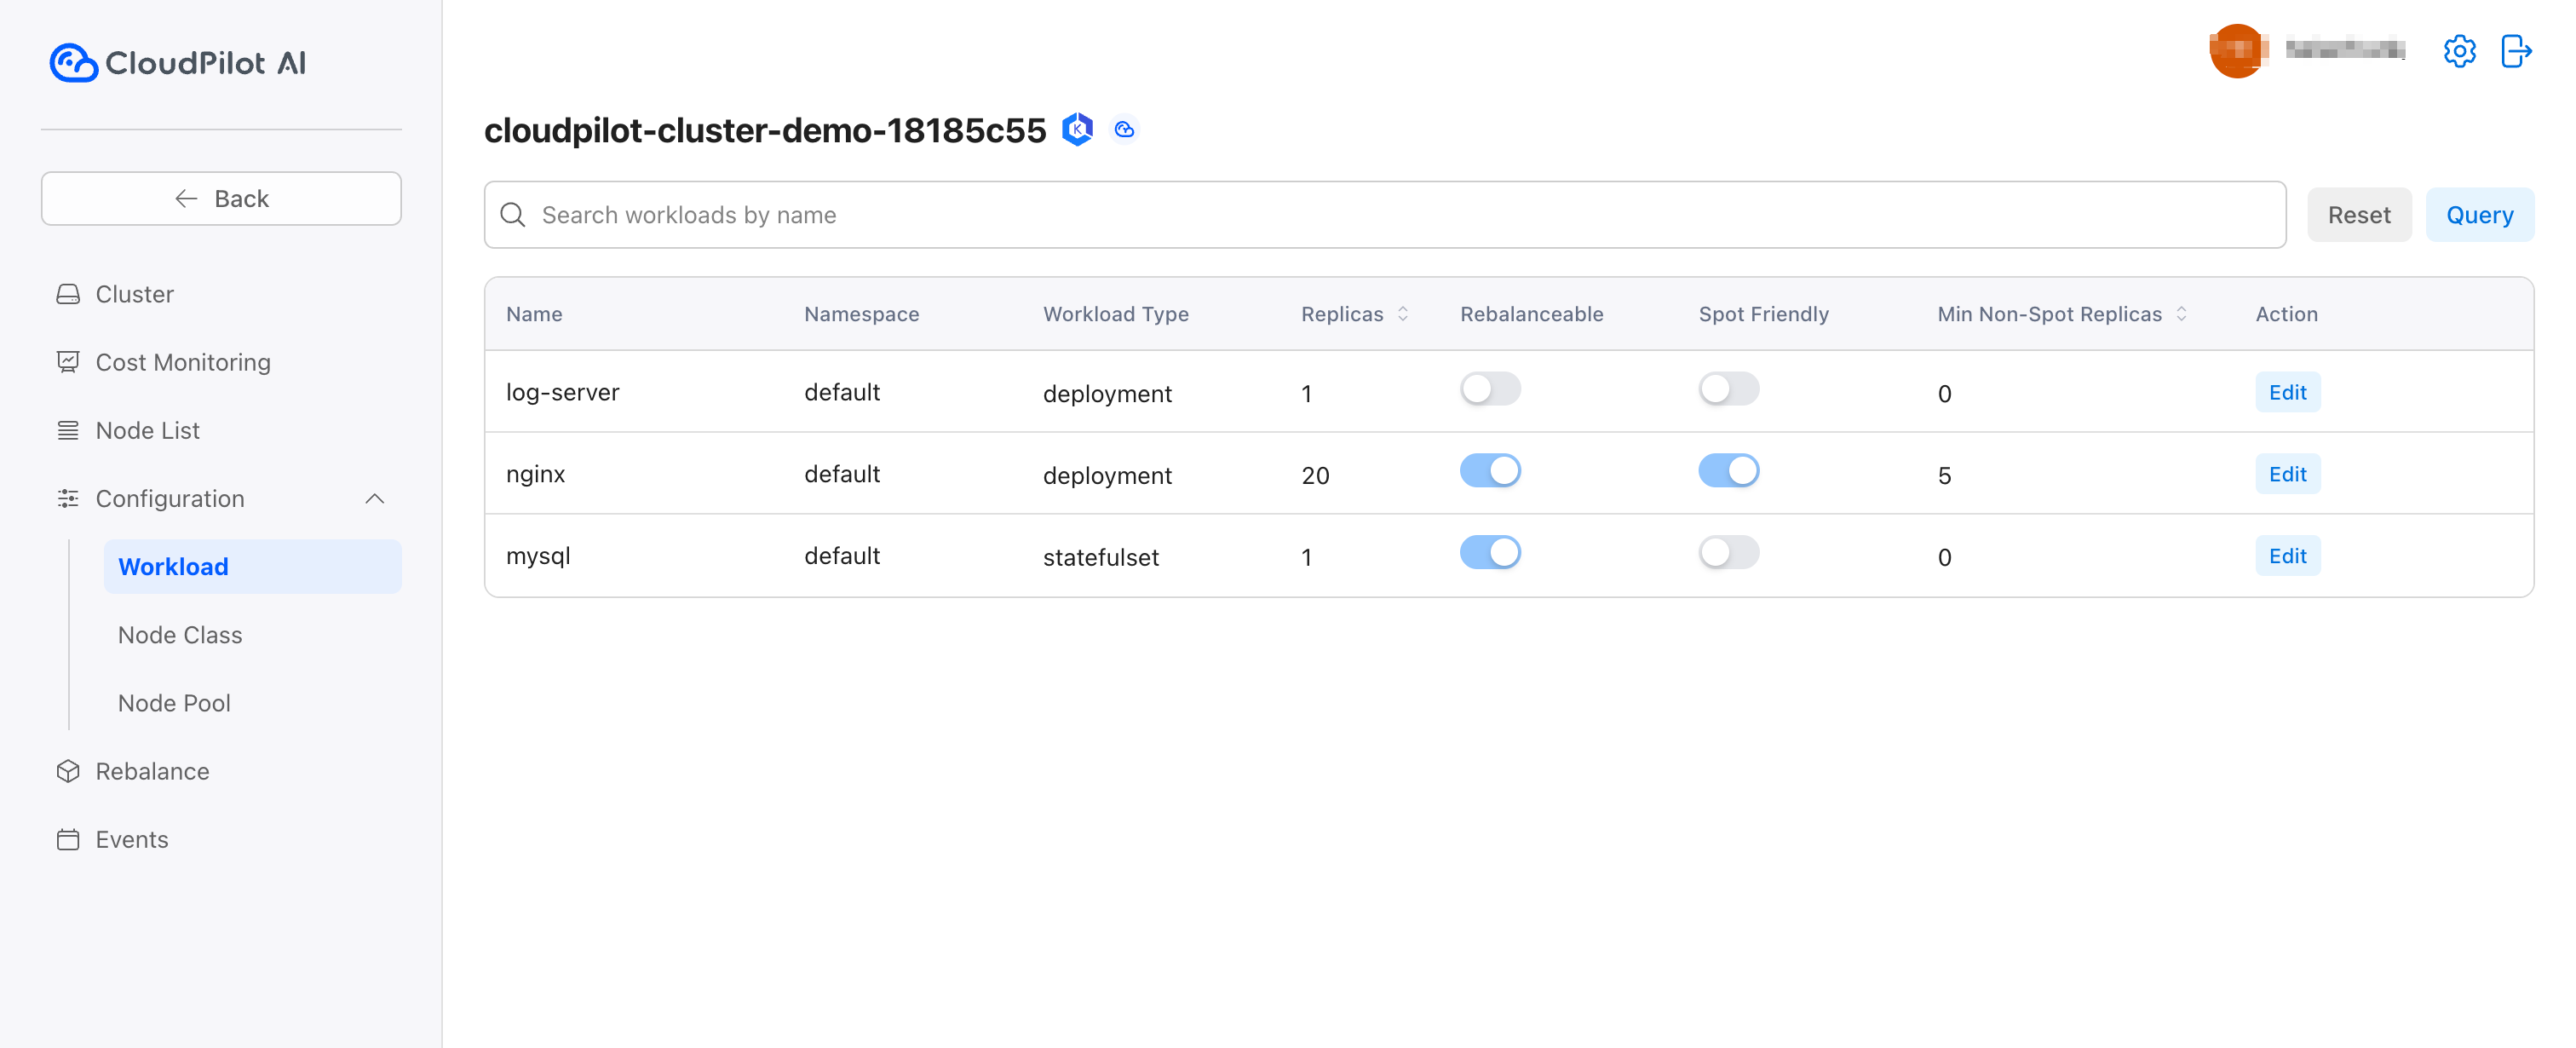 CloudPilot AI
Back
Cluster
Cost Monitoring
Node List
Configuration
Workload
Node Class
Node Pool
Rebalance
Events
cloudpilot-cluster-demo-18185c55
Search workloads by name
Reset
Query
Name Namespace Workload Type Replicas Rebalanceable Spot Friendly Min Non-Spot Replicas Action
log-server default deployment 1 0 Edit
nginx default deployment 20 5 Edit
mysql default statefulset 1 0 Edit